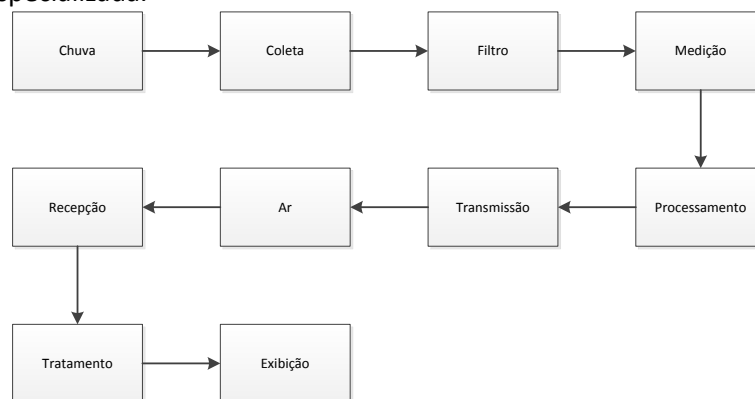 Chuva
Coleta
Filtro
Medição
Processamento
Transmissão
Ar
Recepção
Tratamento
Exibição